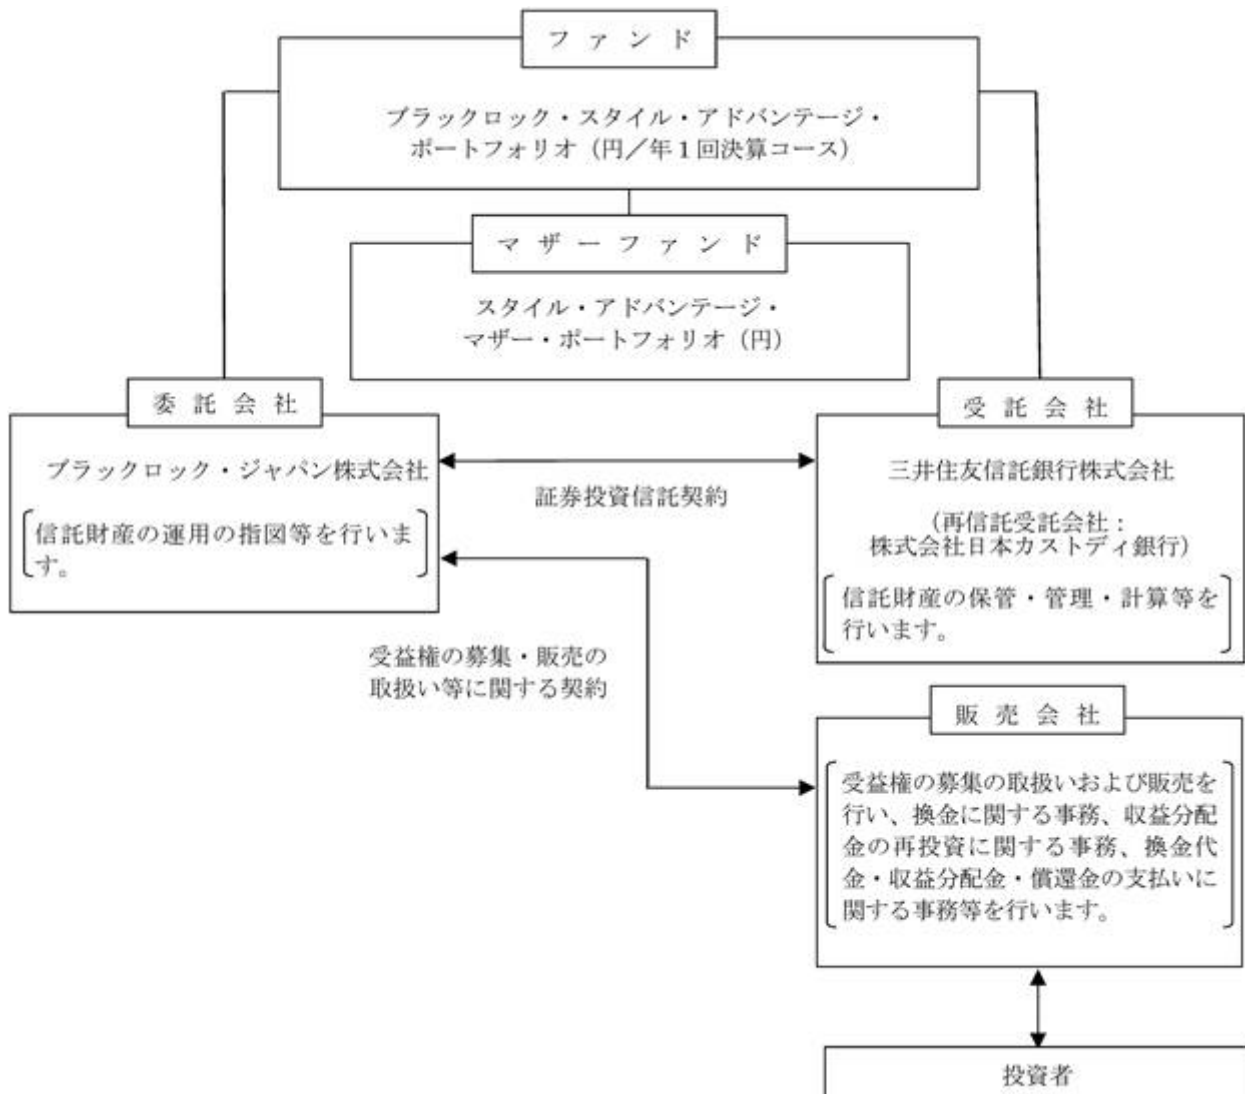 ファンド
ブラックロック・スタイル・アドバンテージ・
ポートフォリオ（円／年１回決算コース）
マザーファンド
スタイル・アドバンテージ・
マザー・ポートフォリオ（円）
委託会社
ブラックロック・ジャパン株式会社
信託財産の運用の指図等を行いま
す。
証券投資信託契約
受託会社
三井住友信託銀行株式会社
（再信託受託会社：
株式会社日本カストディ銀行）
信託財産の保管・管理・計算等を
行います。
受益権の募集・販売の
取扱い等に関する契約
販売会社
受益権の募集の取扱いおよび販売を
行い、換金に関する事務、収益分配
金の再投資に関する事務、換金代
金・収益分配金・償還金の支払いに
関する事務等を行います。
投資者